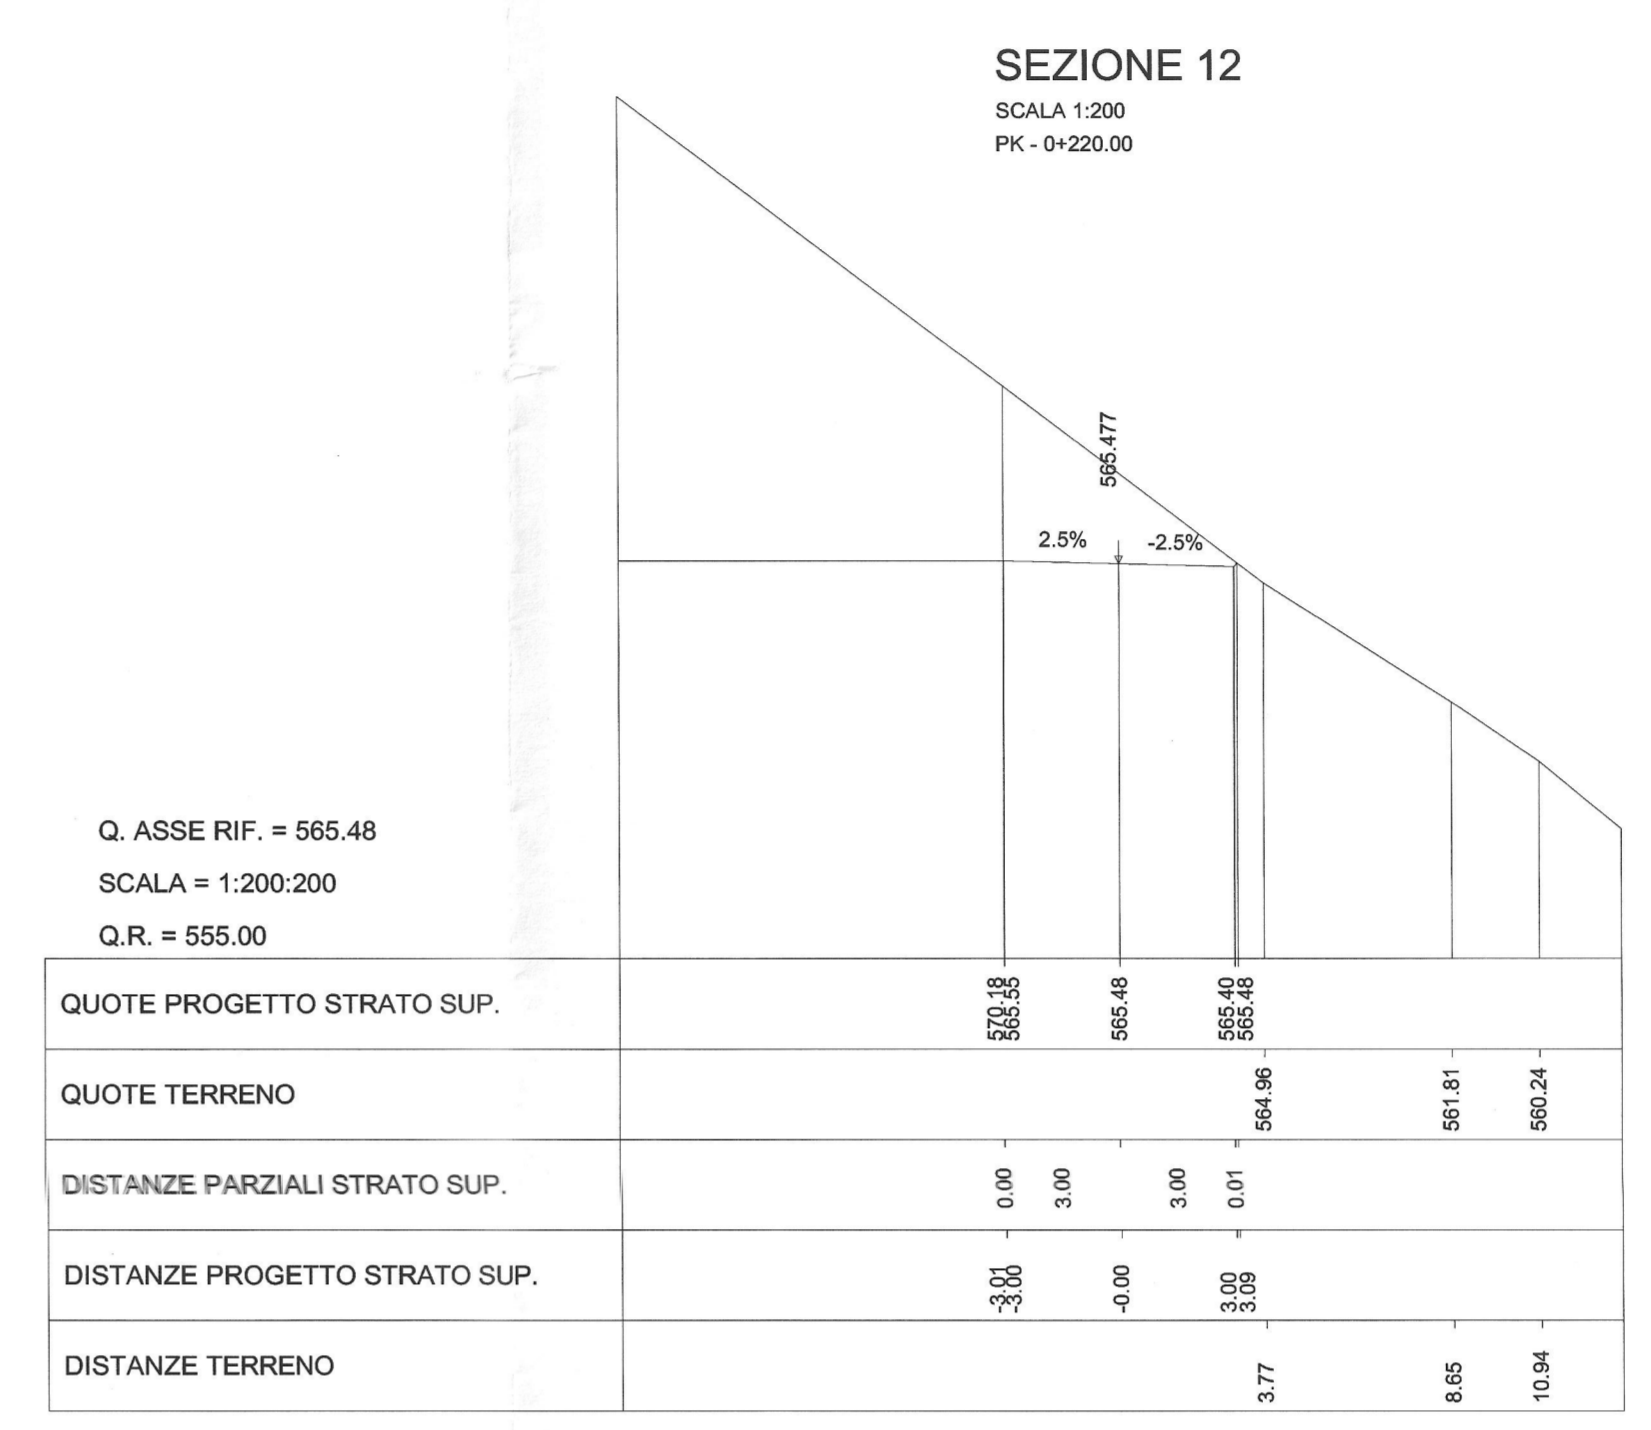 SEZIONE 12
SCALA 1:200
PK - 0+220.00
565.477
2.5%
-2.5%
Q. ASSE RIF. = 565.48
SCALA = 1:200:200
Q.R. = 555.00
QUOTE PROGETTO STRATO SUP.
570.18
565.55
565.48
565.40
565.48
QUOTE TERRENO
564.96
561.81
560.24
DISTANZE PARZIALI STRATO SUP.
0.00
3.00
3.00
0.01
DISTANZE PROGETTO STRATO SUP.
-3.01
-3.00
-0.00
3.00
3.09
DISTANZE TERRENO
3.77
8.65
10.94